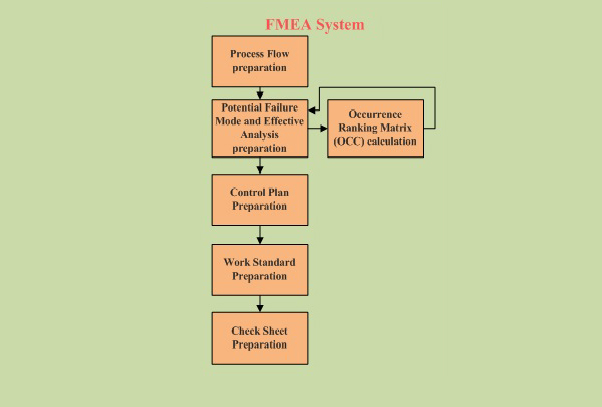 FMEA System
Process Flow
preparation
Potential Failure
Mode and Effective
Analysis
preparation
Occurrence
Ranking Matrix
(OCC) calculation
Control Plan
Preparation
Work Standard
Preparation
Check Sheet
Preparation